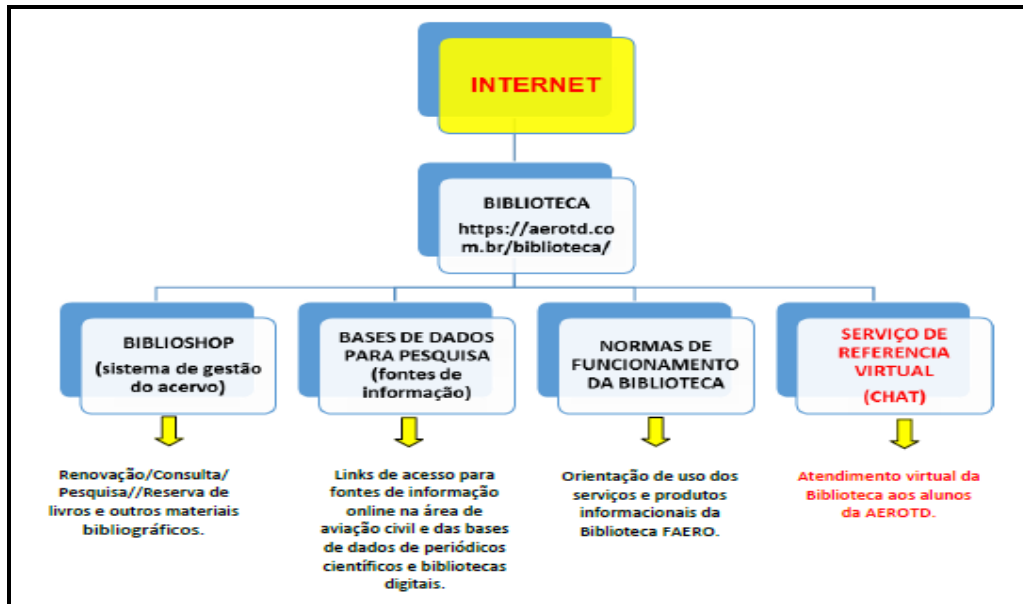 INTERNET
BIBLIOTECA
https://aerotd.co
m.br/biblioteca/
BIBLIOSHOP
(sistema de gestão
do acervo)
BASES DE DADOS
PARA PESQUISA
(fontes de
informação)
NORMAS DE
FUNCIONAMENTO
DA BIBLIOTECA
SERVIÇO DE
REFERENCIA
VIRTUAL
(CHAT)
Renovação/Consulta/
Pesquisa//Reserva de
livros e outros materiais
bibliográficos.
Links de acesso para
fontes de informação
online na área de
aviação civil e das bases
de dados de periódicos
científicos e bibliotecas
digitais.
Orientação de uso dos
serviços e produtos
informacionais da
Biblioteca FAERO.
Atendimento virtual da
Biblioteca aos alunos
da AEROTD.